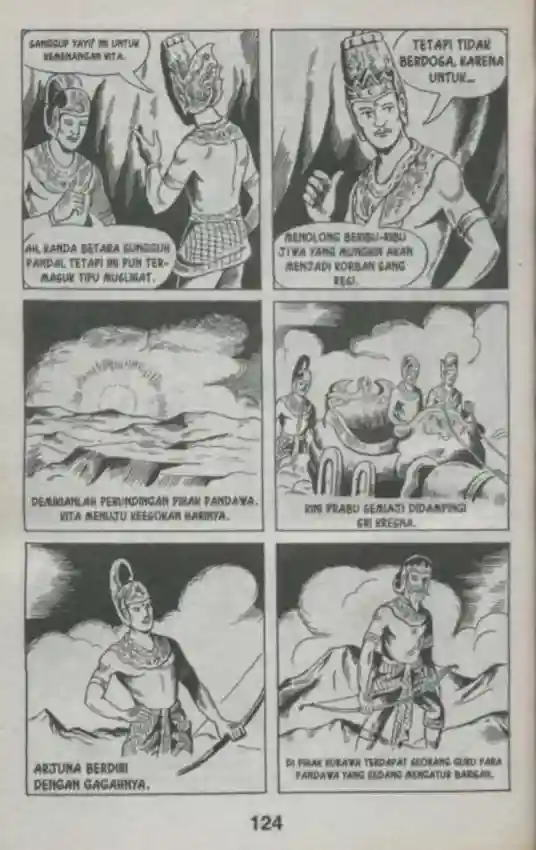 SANGGUP YAYI? INI UNTUK
KEMENANGAN KITA.
AH, KANDA BETARA SUNGGUH
PANDAI, TETAPI INI PUN TER-
MASUK TIPU MUSLIHAT.
TETAPI TIDAK
BERDOSA, KARENA
UNTUK...
MENOLONG BERIBU-RIBU
JIWA YANG MUNGKIN AKAN
MENJADI KORBAN SANG
RESI.
DEMIKIANLAH PERUNDINGAN PIHAK PANDAWA.
KITA MENUJU KEESOKAN HARINYA.
KINI PRABU SEMIAJI DIDAMPINGI
SRI KRESNA.
ARJUNA BERDIRI
DENGAN GAGAHNYA.
DI PIHAK KURAWA TERDAPAT SEORANG GURU PARA
PANDAWA YANG SEDANG MENGATUR BARISAN.
124